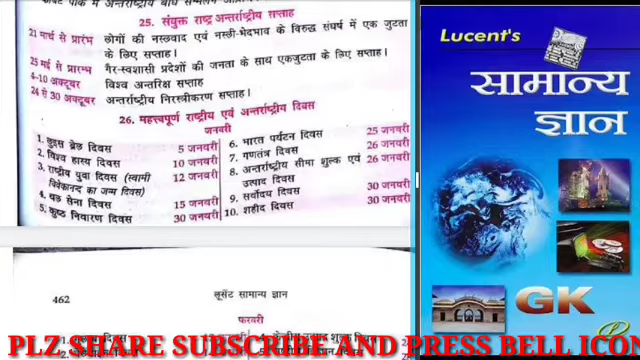 25. संयुक्त राष्ट्र अन्तर्राष्ट्रीय सप्ताह
21 मार्च से प्रारंभ लोगों की नस्लवाद एवं नस्ली-भेदभाव के विरुद्ध संघर्ष में एक जुटता के लिए सप्ताह।
25 मई से प्रारम्भ गैर-स्वशासी प्रदेशों की जनता के साथ एकजुटता के लिए सप्ताह।
4-10 अक्टूबर विश्व अन्तरिक्ष सप्ताह
24 से 30 अक्टूबर अन्तर्राष्ट्रीय निरस्त्रीकरण सप्ताह।
26. महत्त्वपूर्ण राष्ट्रीय एवं अन्तर्राष्ट्रीय दिवस
जनवरी
1. लुइस ब्रेल दिवस 5 जनवरी
2. विश्व हास्य दिवस 10 जनवरी
3. राष्ट्रीय युवा दिवस (स्वामी विवेकानन्द का जन्म दिवस) 12 जनवरी
4. थल सेना दिवस 15 जनवरी
5. कुष्ठ निवारण दिवस 30 जनवरी
6. भारत पर्यटन दिवस 25 जनवरी
7. गणतंत्र दिवस 26 जनवरी
8. अन्तर्राष्ट्रीय सीमा शुल्क एवं उत्पाद दिवस 26 जनवरी
9. सर्वोदय दिवस 30 जनवरी
10. शहीद दिवस 30 जनवरी
462 लूसेंट सामान्य ज्ञान
फरवरी
Lucent's
सामान्य
ज्ञान
GK
PLZ SHARE SUBSCRIBE AND PRESS BELL ICON